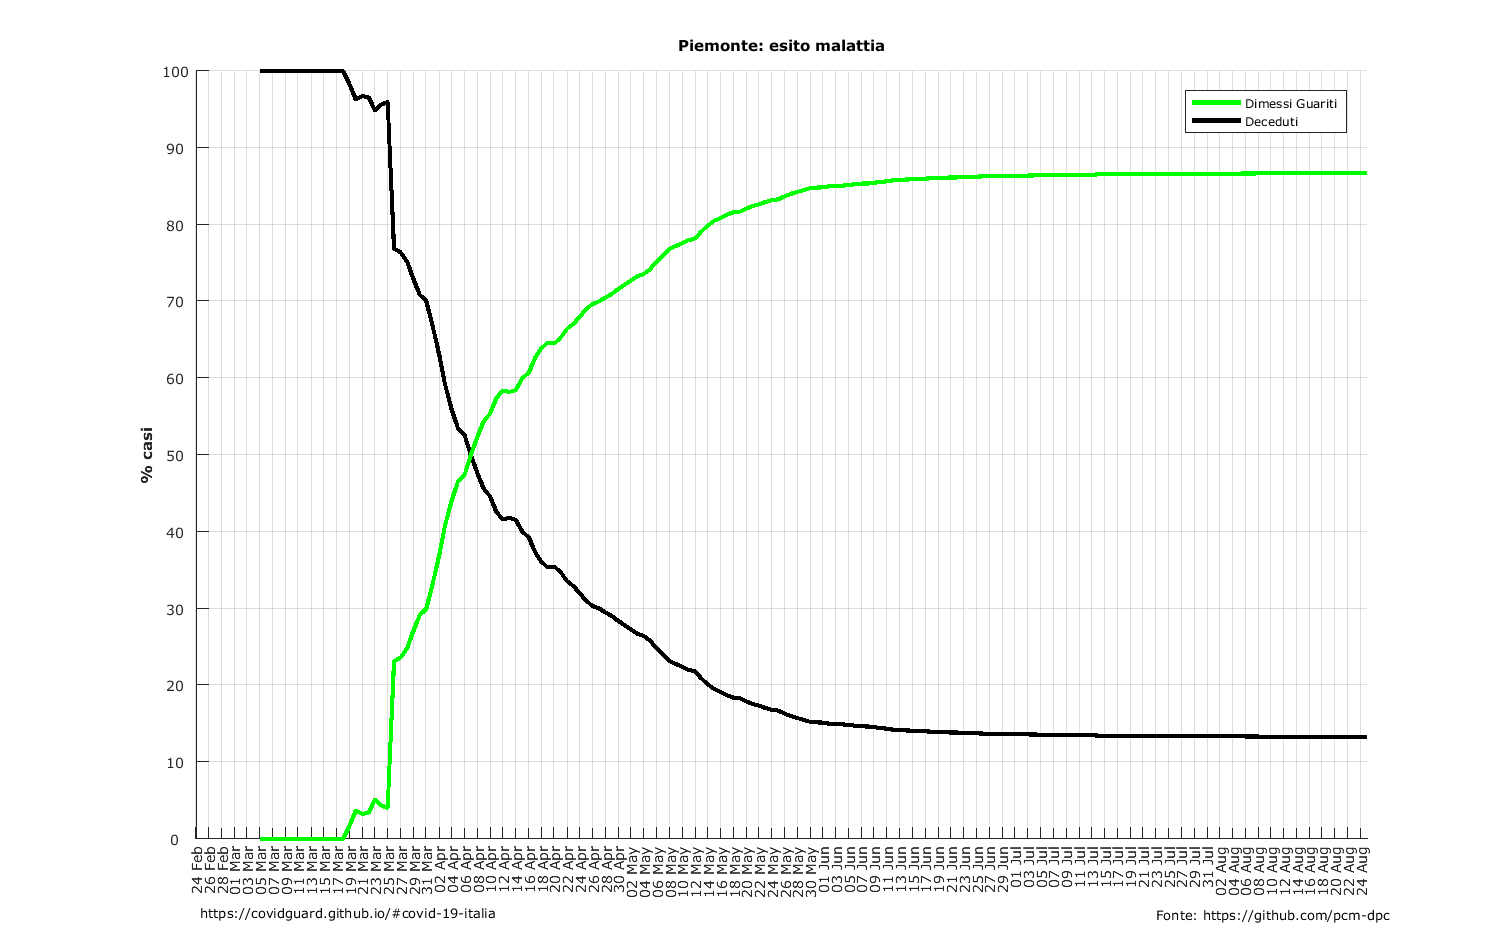 Piemonte: esito malattia
100
90
80
70
60
50
40
30
20
10
0
% casi
Dimessi Guariti
Deceduti
24 Feb
26 Feb
28 Feb
01 Mar
03 Mar
05 Mar
07 Mar
09 Mar
11 Mar
13 Mar
15 Mar
17 Mar
19 Mar
21 Mar
23 Mar
25 Mar
27 Mar
29 Mar
31 Mar
02 Apr
04 Apr
06 Apr
08 Apr
10 Apr
12 Apr
14 Apr
16 Apr
18 Apr
20 Apr
22 Apr
24 Apr
26 Apr
28 Apr
30 Apr
02 May
04 May
06 May
08 May
10 May
12 May
14 May
16 May
18 May
20 May
22 May
24 May
26 May
28 May
30 May
01 Jun
03 Jun
05 Jun
07 Jun
09 Jun
11 Jun
13 Jun
15 Jun
17 Jun
19 Jun
21 Jun
23 Jun
25 Jun
27 Jun
29 Jun
01 Jul
03 Jul
05 Jul
07 Jul
09 Jul
11 Jul
13 Jul
15 Jul
17 Jul
19 Jul
21 Jul
23 Jul
25 Jul
27 Jul
29 Jul
31 Jul
02 Aug
04 Aug
06 Aug
08 Aug
10 Aug
12 Aug
14 Aug
16 Aug
18 Aug
20 Aug
22 Aug
24 Aug
https://covidguard.github.io/#covid-19-italia
Fonte: https://github.com/pcm-dpc